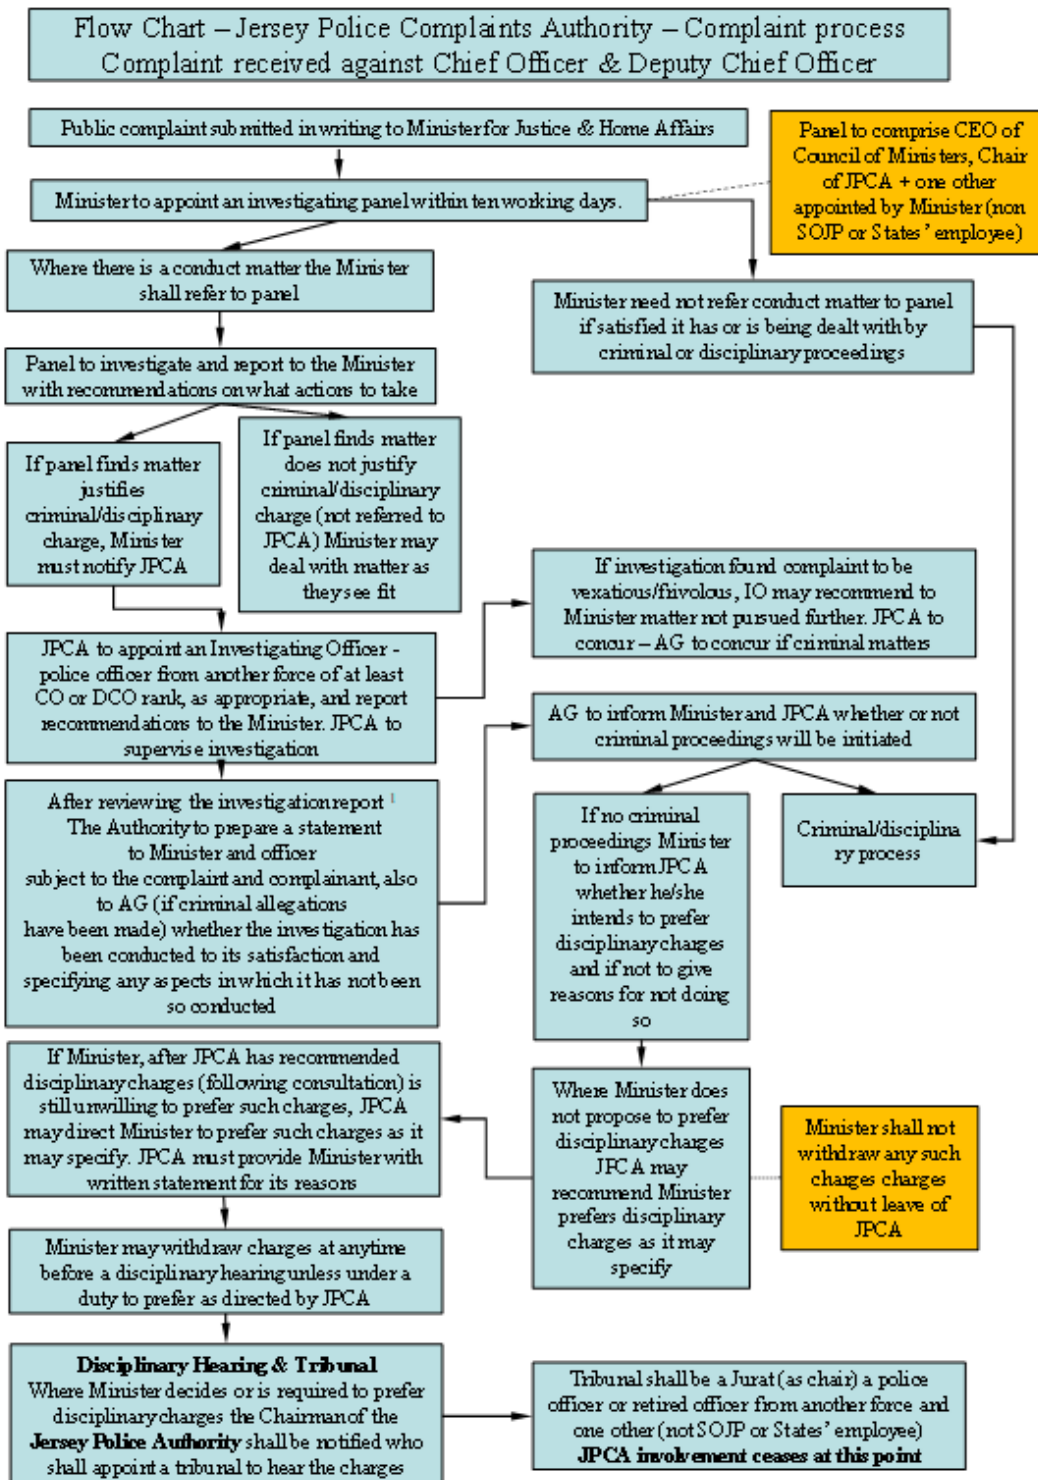 Flow Chart – Jersey Police Complaints Authority – Complaint process
Complaint received against Chief Officer & Deputy Chief Officer
Public complaint submitted in writing to Minister for Justice & Home Affairs
Panel to comprise CEO of
Council of Ministers, Chair
of JPCA + one other
appointed by Minister (non
SOJP or States' employee)
Minister to appoint an investigating panel within ten working days.
Where there is a conduct matter the Minister
shall refer to panel
Minister need not refer conduct matter to panel
if satisfied it has or is being dealt with by
criminal or disciplinary proceedings
Panel to investigate and report to the Minister
with recommendations on what actions to take
If panel finds matter
justifies
criminal/disciplinary
charge, Minister
must notify JPCA
If panel finds matter
does not justify
criminal/disciplinary
charge (not referred to
JPCA) Minister may
deal with matter as
they see fit
If investigation found complaint to be
vexatious/frivolous, IO may recommend to
Minister matter not pursued further. JPCA to
concur – AG to concur if criminal matters
JPCA to appoint an Investigating Officer -
police officer from another force of at least
CO or DCO rank, as appropriate, and report
recommendations to the Minister. JPCA to
supervise investigation
AG to inform Minister and JPCA whether or not
criminal proceedings will be initiated
After reviewing the investigation report 1
The Authority to prepare a statement
to Minister and officer
subject to the complaint and complainant, also
to AG (if criminal allegations
have been made) whether the investigation has
been conducted to its satisfaction and
specifying any aspects in which it has not been
so conducted
If no criminal
proceedings Minister
to inform JPCA
whether he/she
intends to prefer
disciplinary charges
and if not to give
reasons for not doing
so
Criminal/disciplina
ry process
If Minister, after JPCA has recommended
disciplinary charges (following consultation) is
still unwilling to prefer such charges, JPCA
may direct Minister to prefer such charges as it
may specify. JPCA must provide Minister with
written statement for its reasons
Where Minister does
not propose to prefer
disciplinary charges
JPCA may
recommend Minister
prefers disciplinary
charges as it may
specify
Minister shall not
withdraw any such
charges charges
without leave of
JPCA
Minister may withdraw charges at anytime
before a disciplinary hearing unless under a
duty to prefer as directed by JPCA
Disciplinary Hearing & Tribunal
Where Minister decides or is required to prefer
disciplinary charges the Chairman of the
Jersey Police Authority shall be notified who
shall appoint a tribunal to hear the charges
Tribunal shall be a Jurat (as chair) a police
officer or retired officer from another force and
one other (not SOJP or States' employee)
JPCA involvement ceases at this point